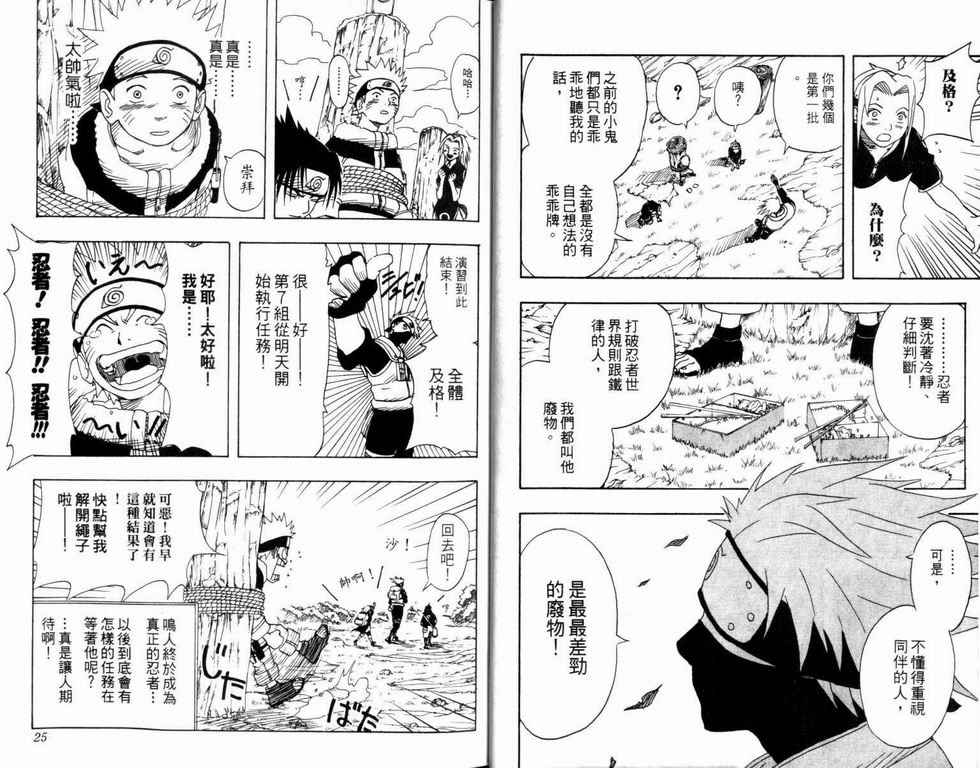 及格?
為什麼?
你們幾個
是第一批
。
咦?
?
之前的小鬼
們都只是乖
乖地聽我的
話，
全都是沒有
自己想法的
乖乖牌。
…………忍者
要沈著冷靜、
仔細判斷！
打破忍者世
界規則跟鐵
律的人，
我們都叫他
廢物。
……
可是，
不懂得重視
同伴的人，
是最最差勁
的廢物！
哈哈…
……
哼！
……
真是……
真是……
太帥氣啦
崇拜
演習到此
結束！
ビシ!!
全體
及格！
很——好——
第7組從明天開
始執行任務！
好耶！太好啦！
我是……
いえ〜
〜い!!
忍者！忍者!!忍者!!!
回去吧！
沙！
帥啊！
可惡！我早
就知道會有
這種結果了
！
快點幫我
解開繩子
啦——！
じた
ばた
鳴人終於成為
真正的忍者…
以後到底會有
怎樣的任務在
等著他呢？
…真是讓人期
待啊！
25